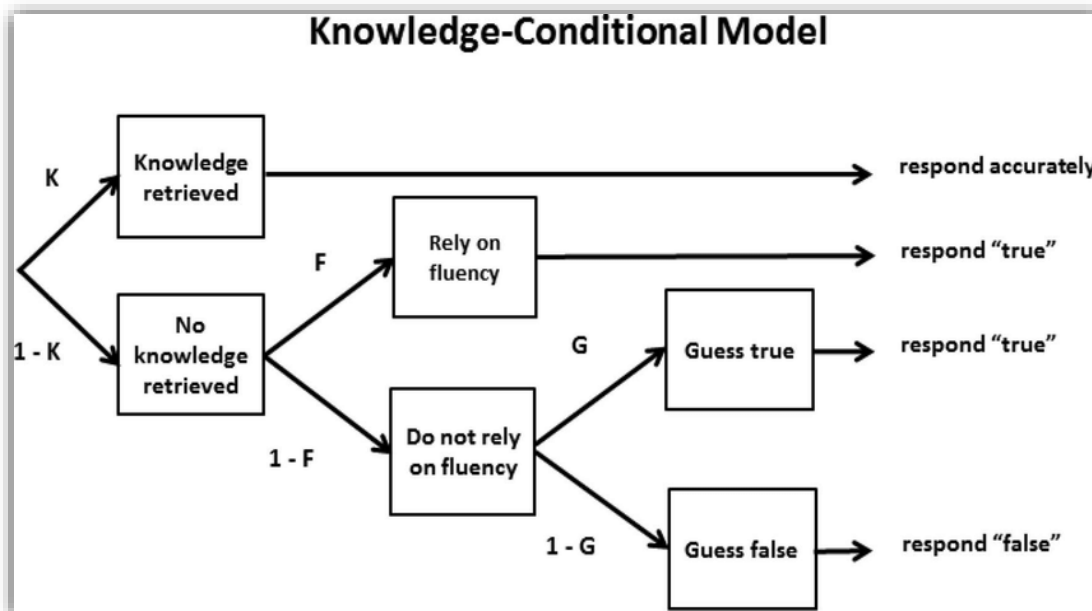 Knowledge-Conditional Model
K
Knowledge
retrieved
respond accurately
F
Rely on
fluency
respond “true”
1 - K
No
knowledge
retrieved
G
Guess true
respond “true”
1 - F
Do not rely
on fluency
1 - G
Guess false
respond “false”